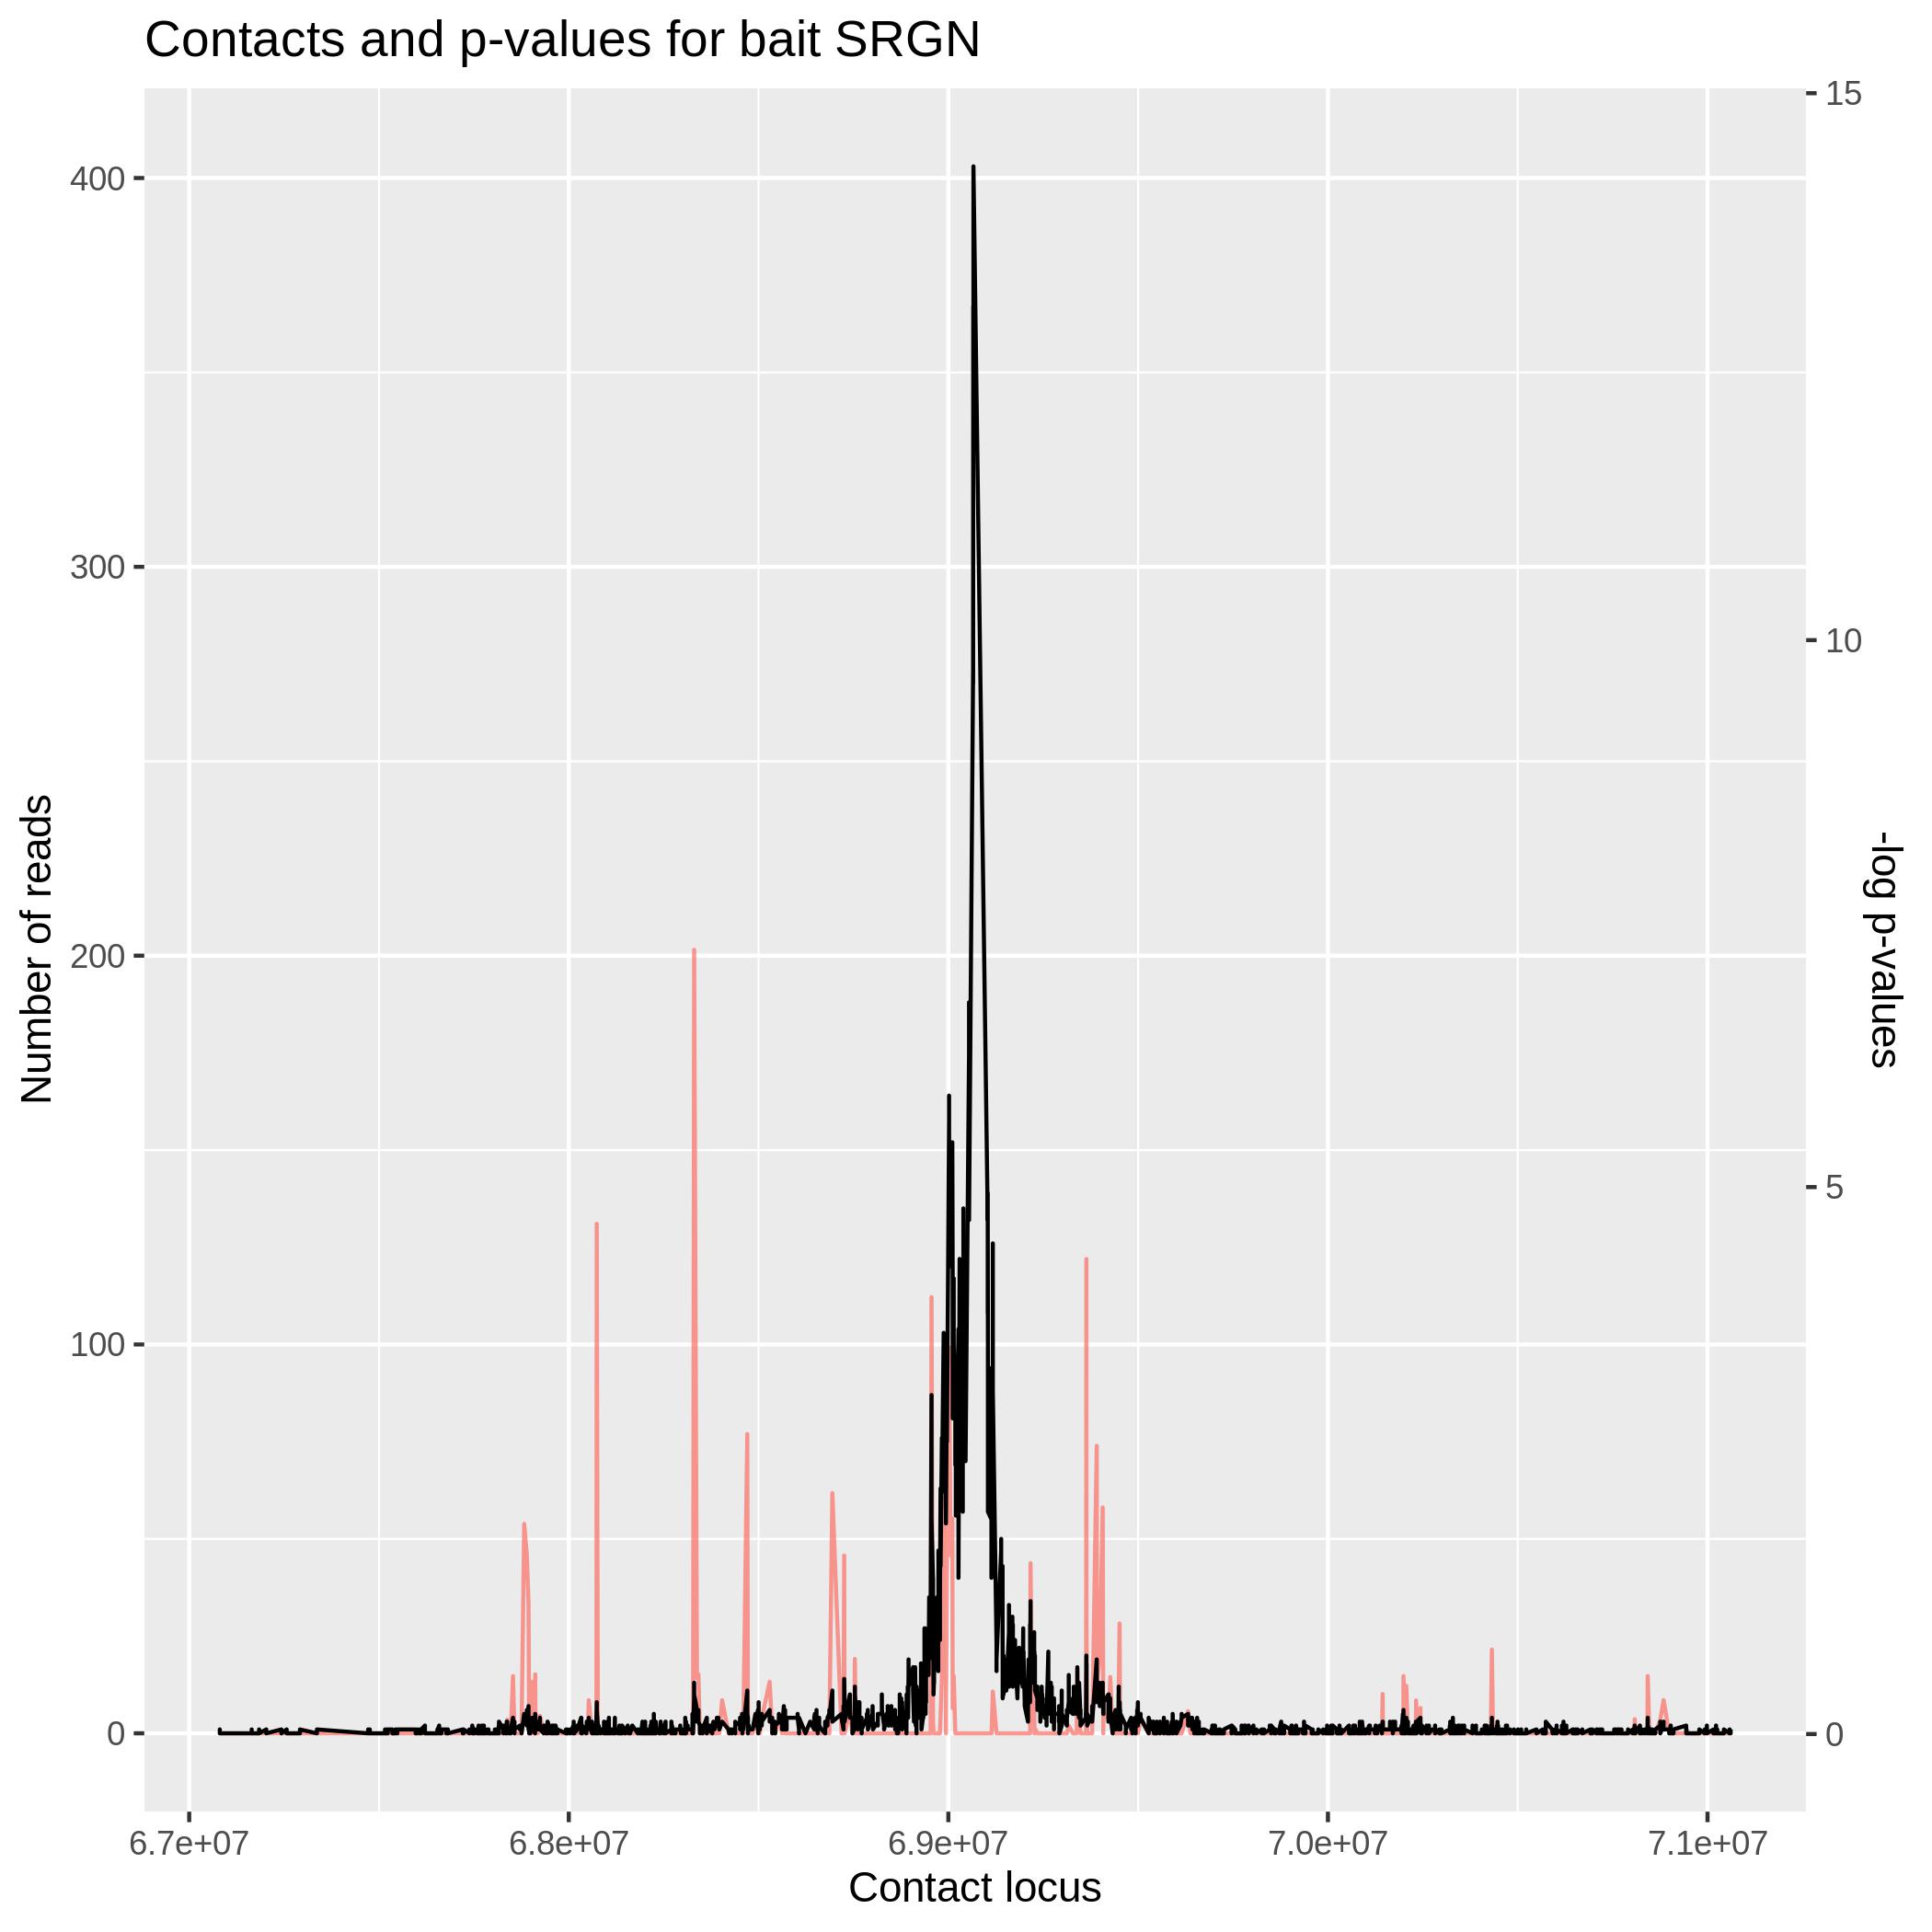 Contacts and p-values for bait SRGN
15
400
300
10
200
5
100
0
0
Number of reads
-log p-values
6.7e+07 6.8e+07 6.9e+07 7.0e+07 7.1e+07
Contact locus